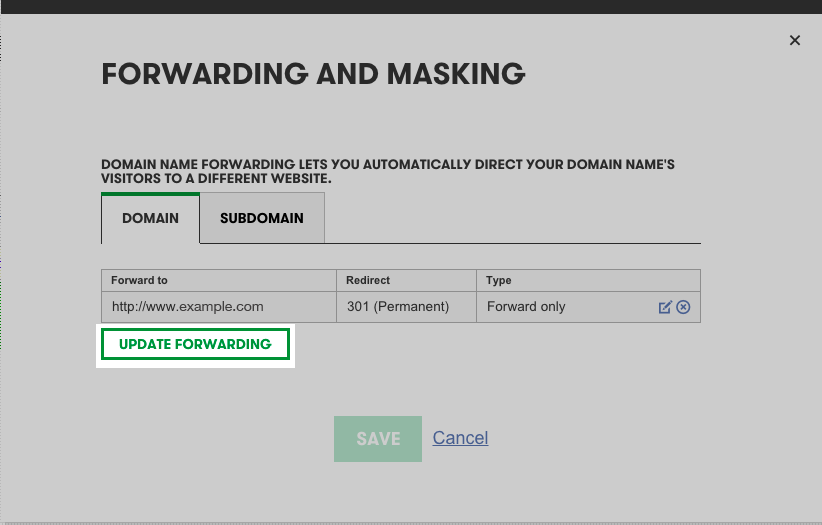 FORWARDING AND MASKING
DOMAIN NAME FORWARDING LETS YOU AUTOMATICALLY DIRECT YOUR DOMAIN NAME'S
VISITORS TO A DIFFERENT WEBSITE.
DOMAIN SUBDOMAIN
Forward to Redirect Type
http://www.example.com 301 (Permanent) Forward only
UPDATE FORWARDING
SAVE Cancel